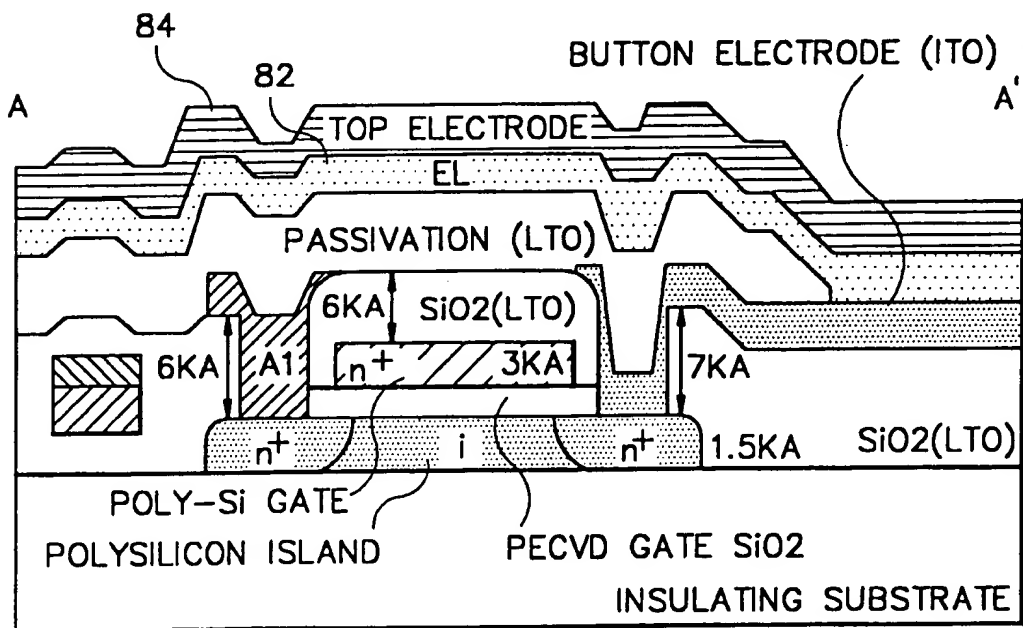 84
BUTTON ELECTRODE (ITO)
82
A
A'
TOP ELECTRODE
EL
PASSIVATION (LTO)
6KA
SiO2(LTO)
6KA
A1
n+
3KA
7KA
n+
i
n+
1.5KA
SiO2(LTO)
POLY-Si GATE
POLYSILICON ISLAND
PECVD GATE SiO2
INSULATING SUBSTRATE